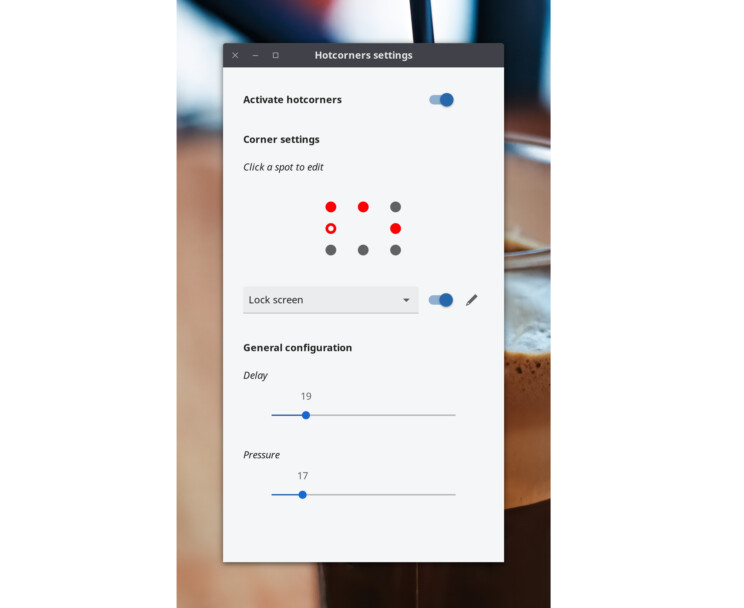 Hotcorners settings
Activate hotcorners
Corner settings
Click a spot to edit
Lock screen
General configuration
Delay
19
Pressure
17